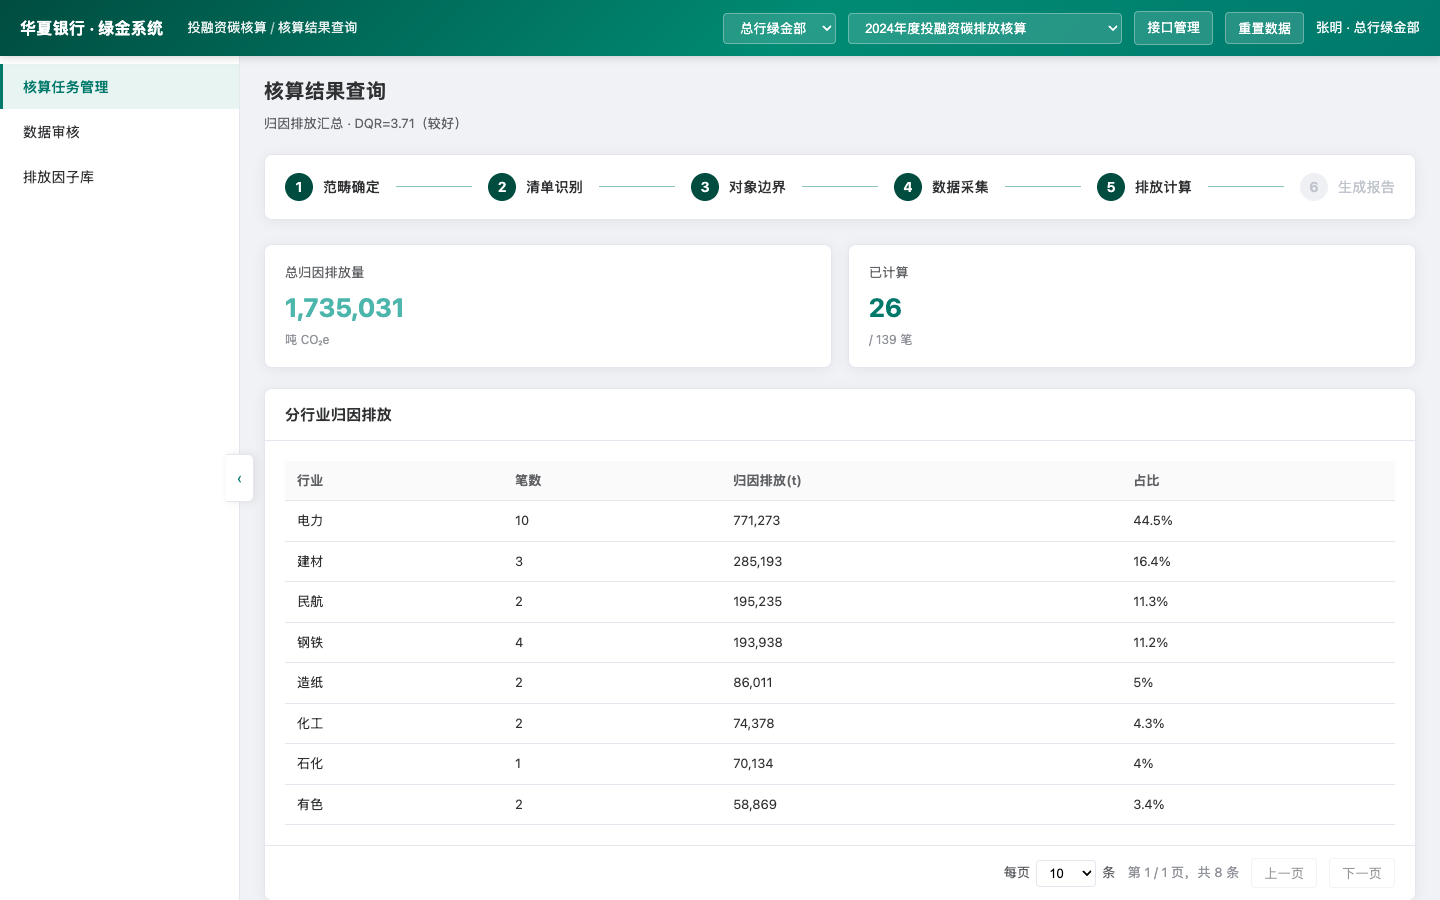 华夏银行 · 绿金系统 投融资碳核算 / 核算结果查询 总行绿金部 2024年度投融资碳排放核算 接口管理 重置数据 张明 · 总行绿金部
核算任务管理
数据审核
排放因子库
‹
核算结果查询
归因排放汇总 · DQR=3.71（较好）
1 范畴确定 2 清单识别 3 对象边界 4 数据采集 5 排放计算 6 生成报告
总归因排放量
1,735,031
吨 CO₂e
已计算
26
/ 139 笔
分行业归因排放
行业 笔数 归因排放(t) 占比
电力 10 771,273 44.5%
建材 3 285,193 16.4%
民航 2 195,235 11.3%
钢铁 4 193,938 11.2%
造纸 2 86,011 5%
化工 2 74,378 4.3%
石化 1 70,134 4%
有色 2 58,869 3.4%
每页 10 条 第 1 / 1 页，共 8 条 上一页 下一页